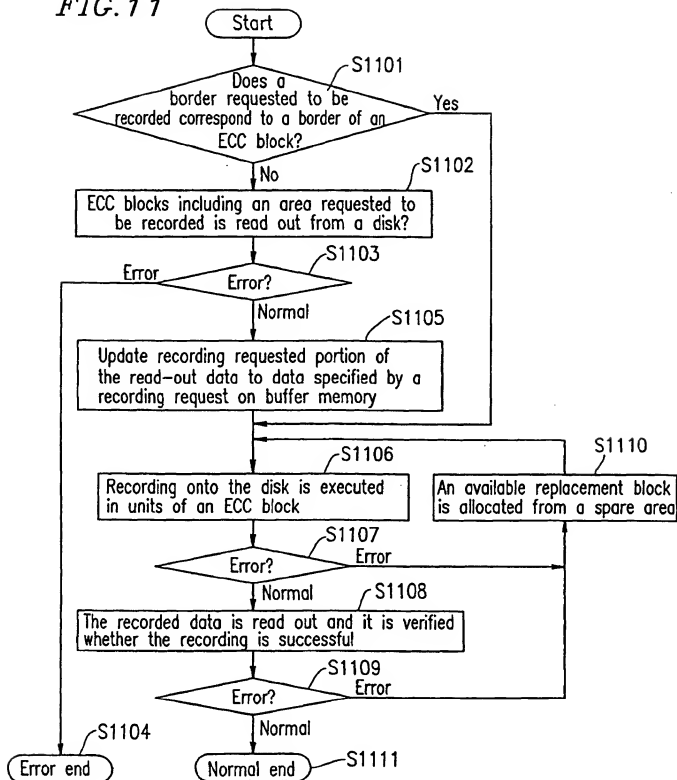 FIG.11
Start
S1101
Does a
border requested to be
recorded correspond to a border of an
ECC block?
Yes
No
S1102
ECC blocks including an area requested to
be recorded is read out from a disk?
S1103
Error
Error?
Normal
S1105
Update recording requested portion of
the read-out data to data specified by a
recording request on buffer memory
S1110
S1106
Recording onto the disk is executed
in units of an ECC block
An available replacement block
is allocated from a spare area
S1107
Error?
Error
Normal
S1108
The recorded data is read out and it is verified
whether the recording is successful
S1109
Error?
Error
Normal
S1104
Error end
Normal end
S1111